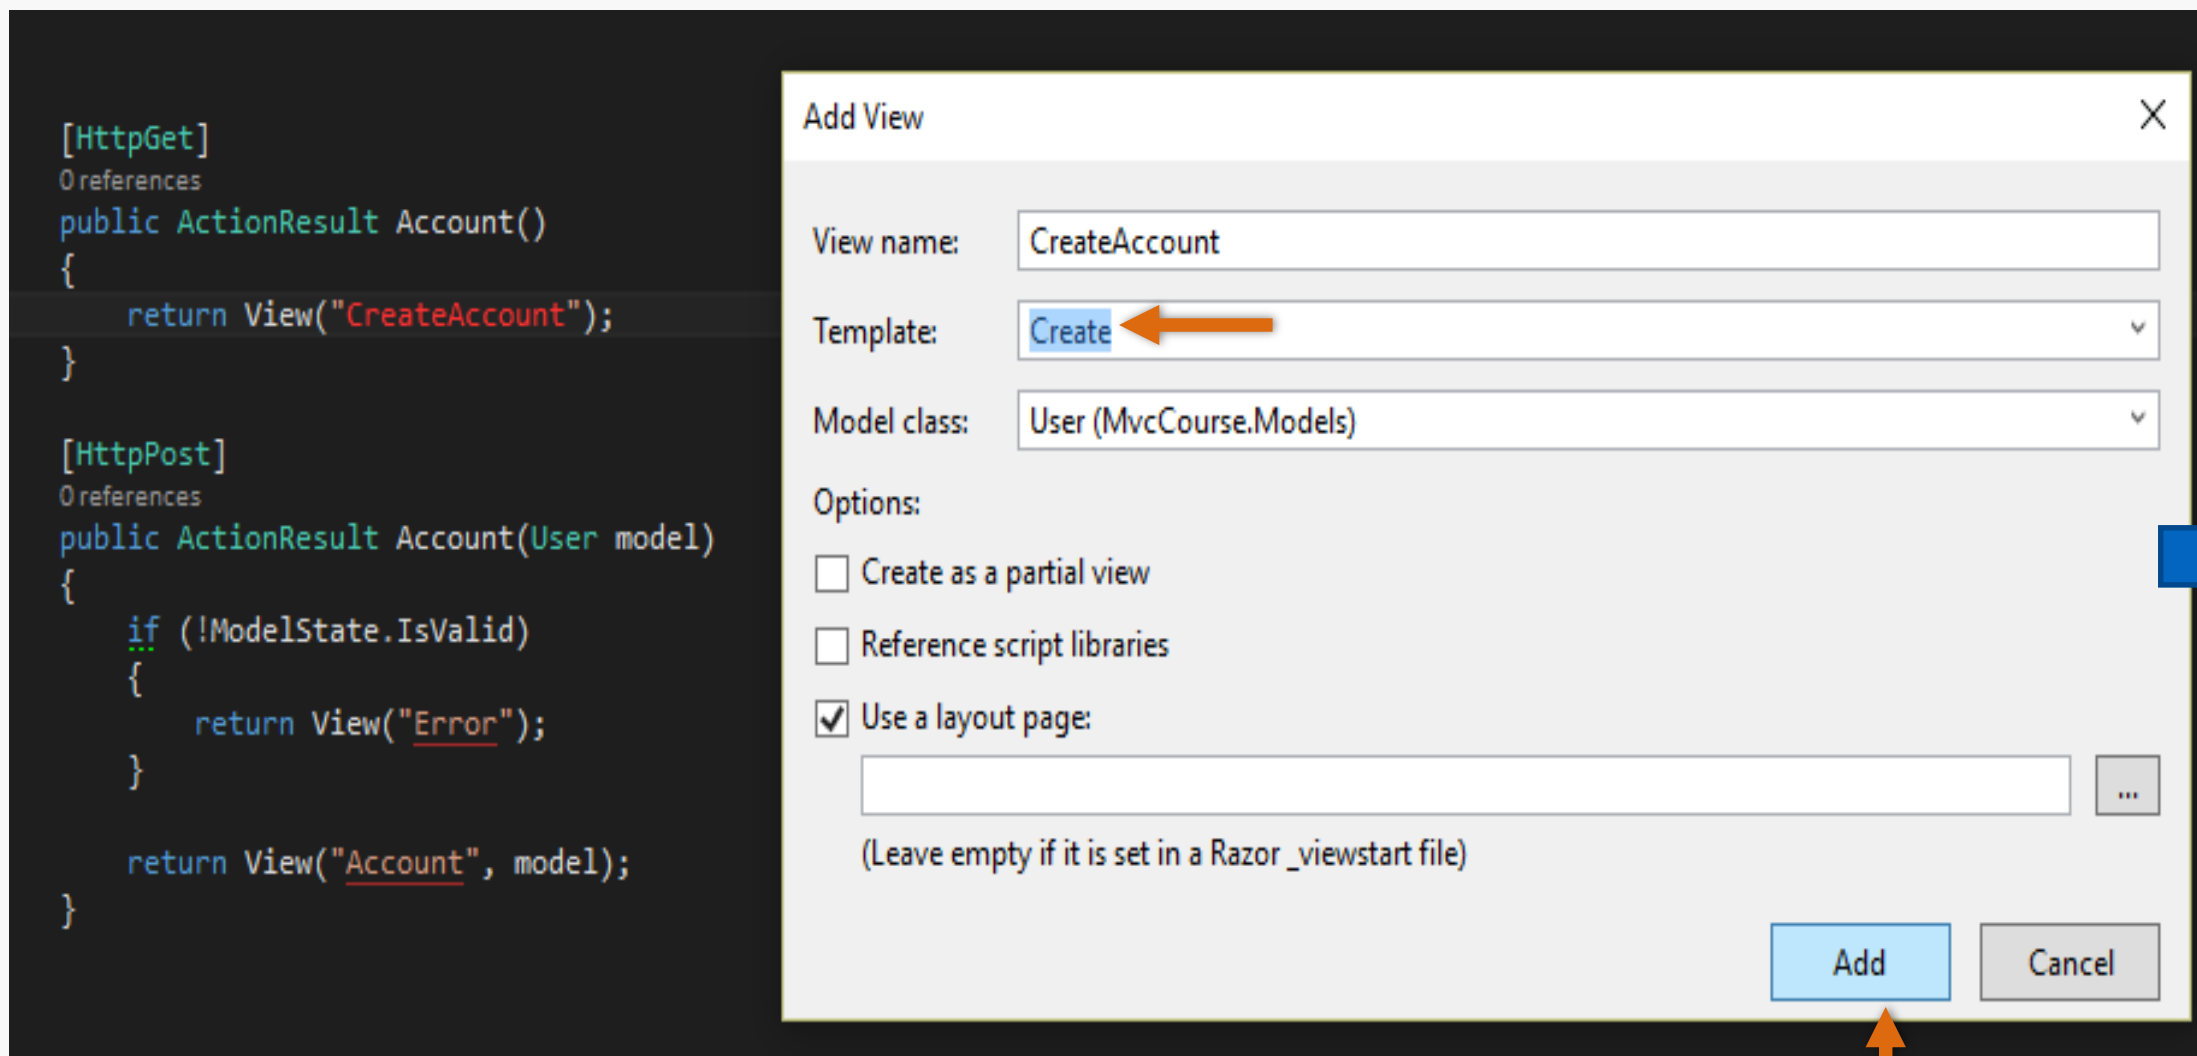 [HttpGet]
0 references
public ActionResult Account()
{
return View("CreateAccount");
}
[HttpPost]
0 references
public ActionResult Account(User model)
{
if (!ModelState.IsValid)
{
return View("Error");
}
return View("Account", model);
}
Add View
View name: CreateAccount
Template: Create
Model class: User (MvcCourse.Models)
Options:
Create as a partial view
Reference script libraries
Use a layout page:
...
(Leave empty if it is set in a Razor _viewstart file)
Add Cancel